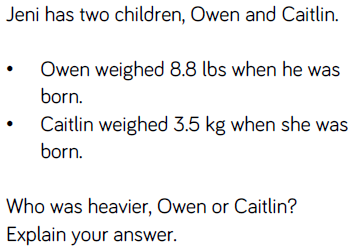 Jeni has two children, Owen and Caitlin.
• Owen weighed 8.8 lbs when he was
born.
• Caitlin weighed 3.5 kg when she was
born.
Who was heavier, Owen or Caitlin?
Explain your answer.